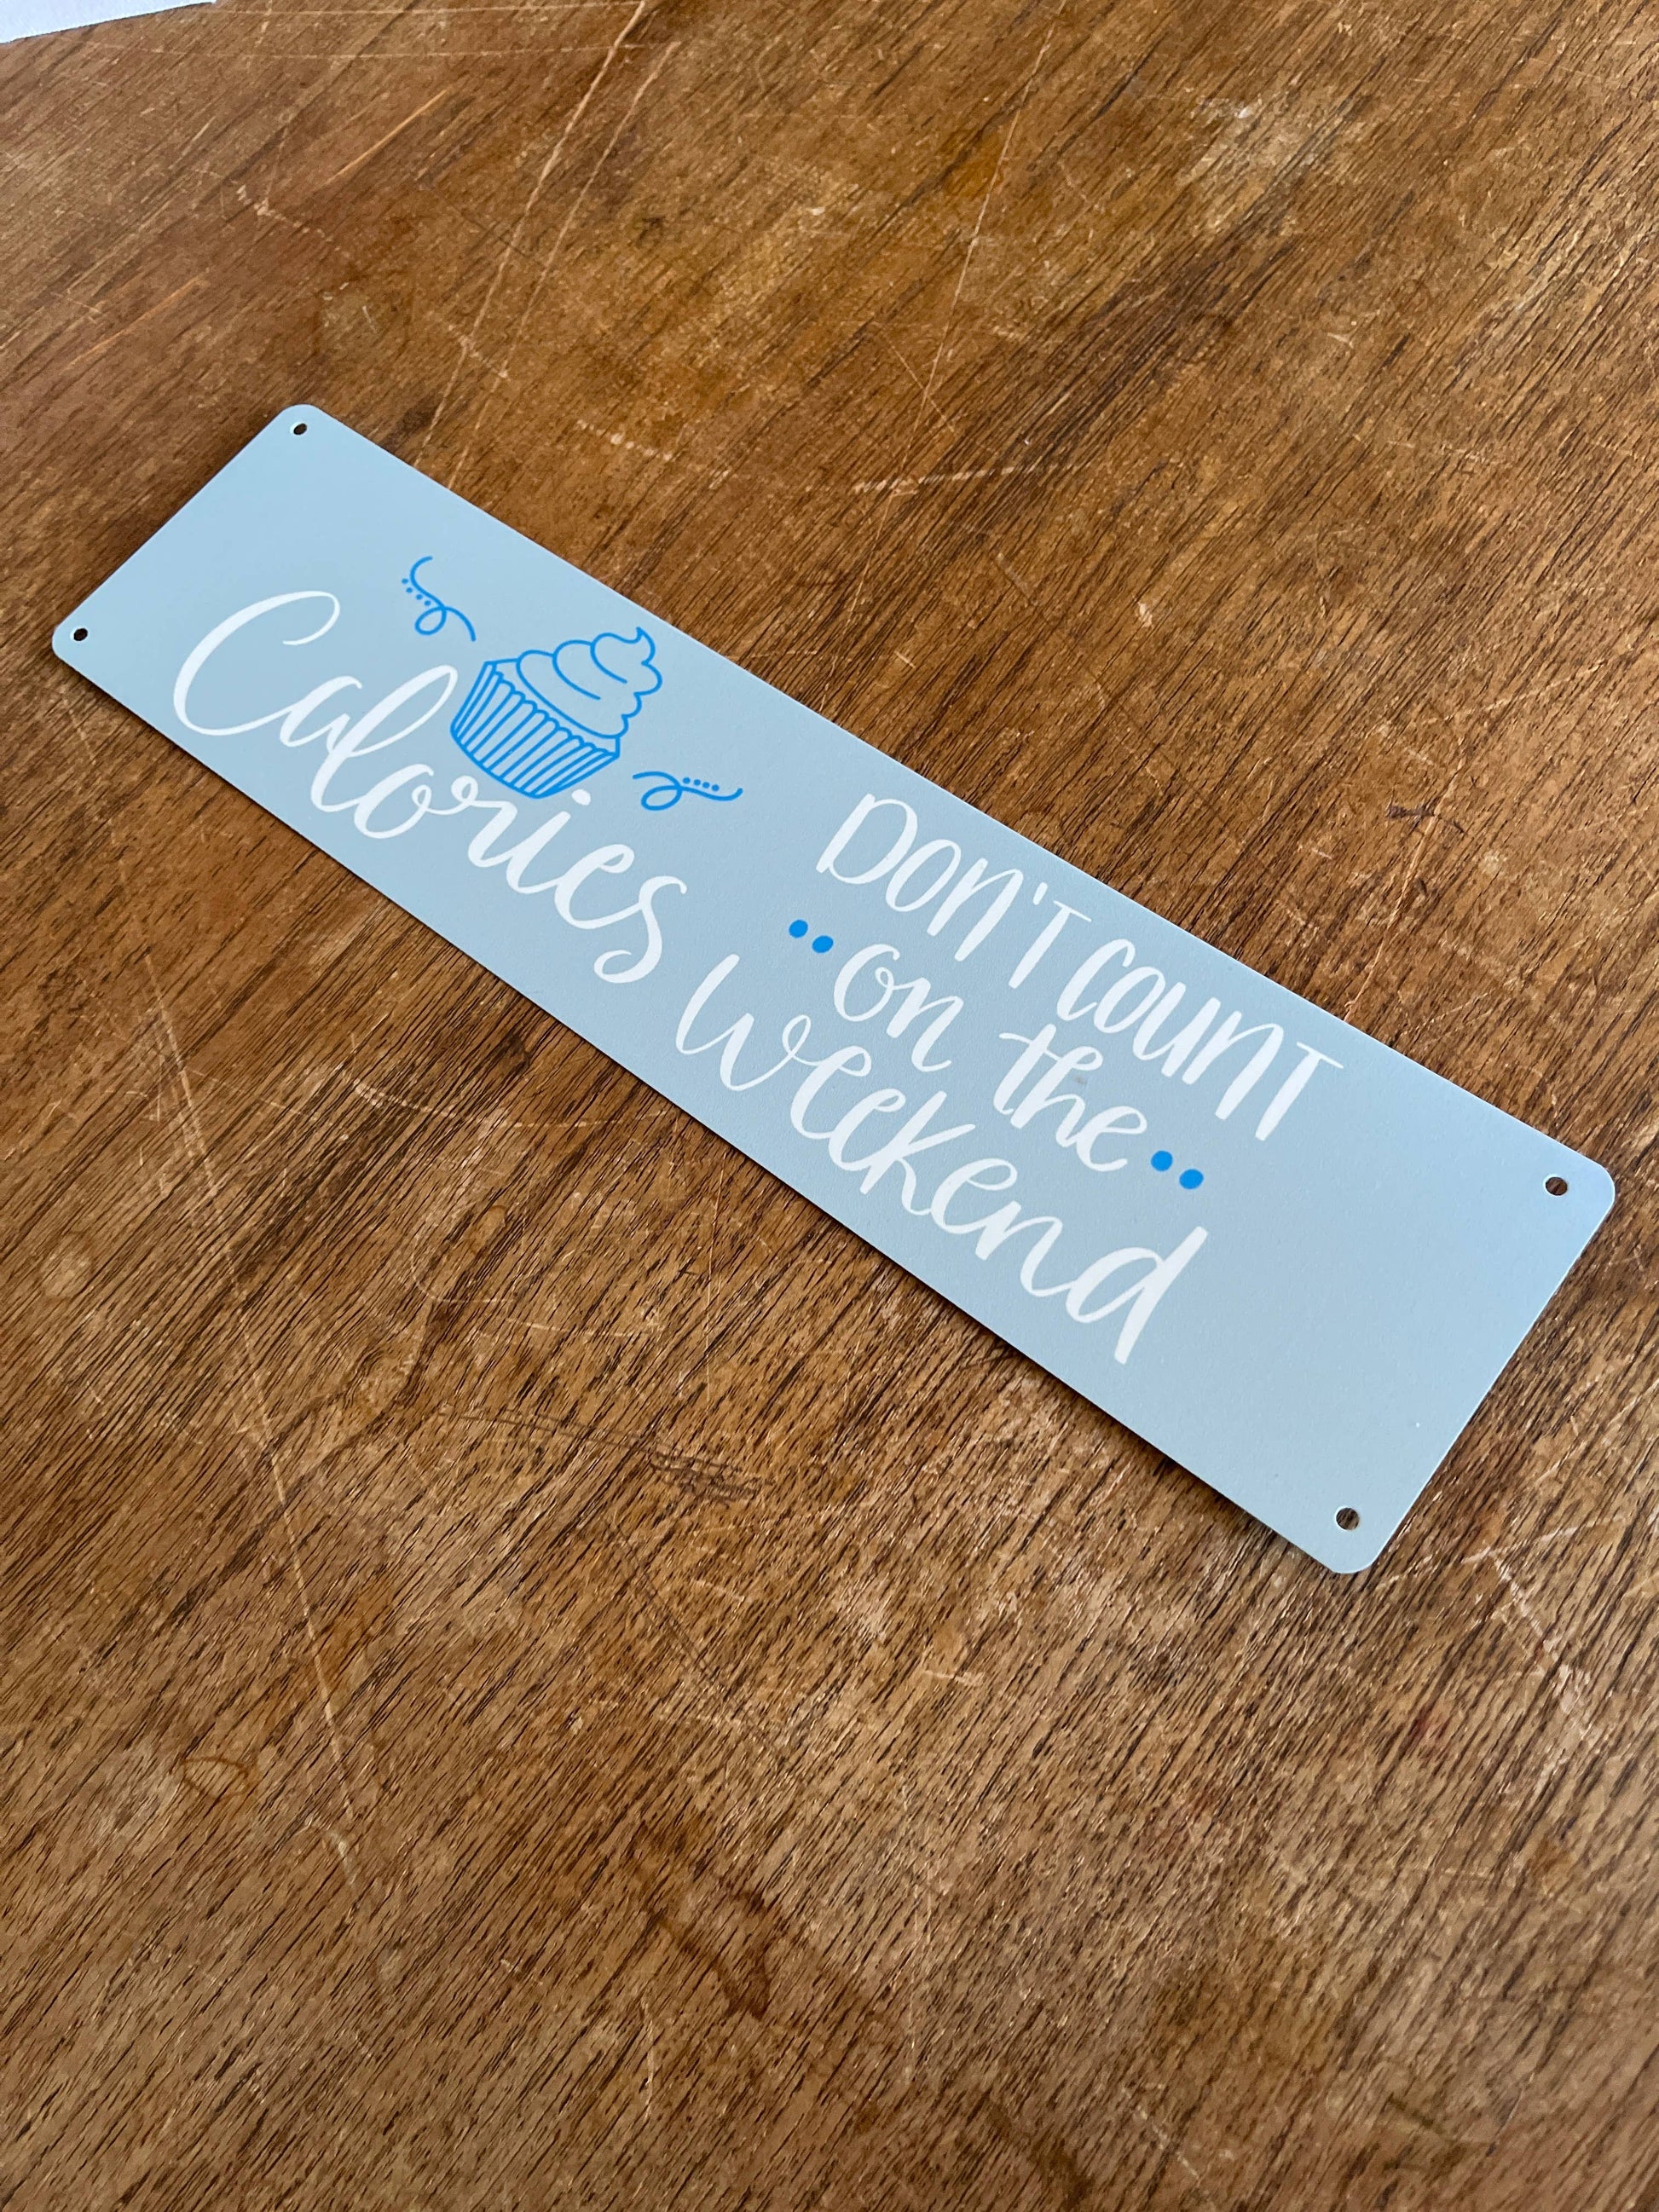 Calories
DON'T COUNT
on the
weekend